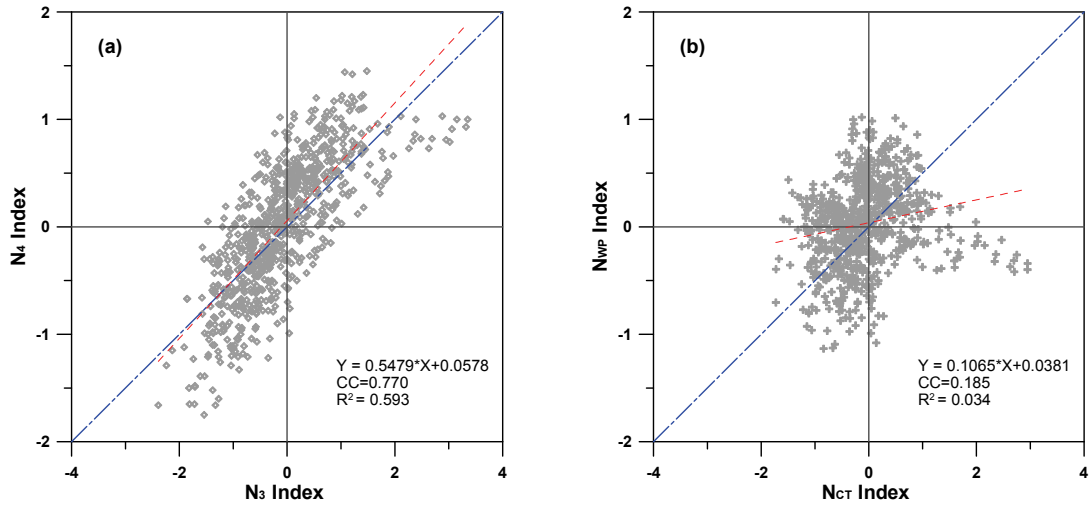 (a)
2
1
0
-1
-2
N4 Index
-4
-2
0
2
4
N3 Index
Y = 0.5479*X+0.0578
CC=0.770
R² = 0.593
(b)
2
1
0
-1
-2
NWP Index
-4
-2
0
2
4
NCT Index
Y = 0.1065*X+0.0381
CC=0.185
R² = 0.034